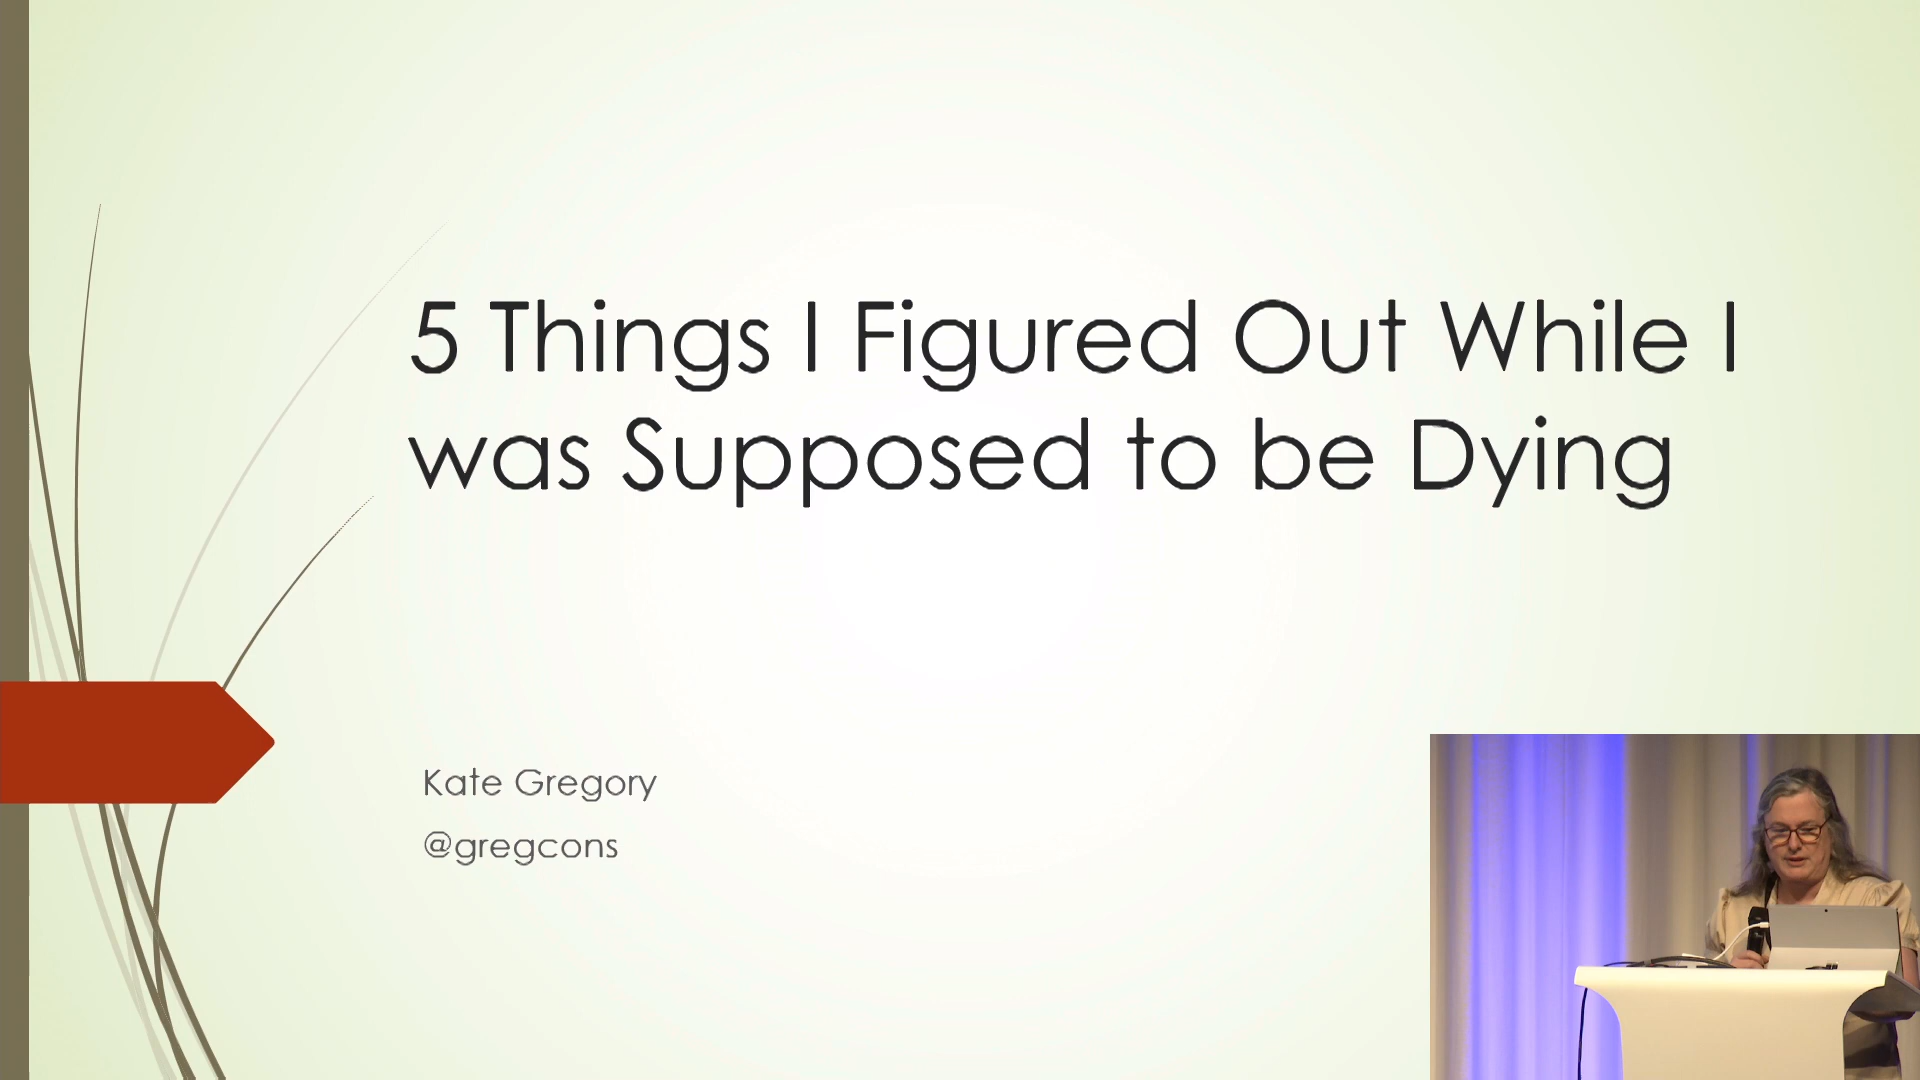 5 Things I Figured Out While I
was Supposed to be Dying
Kate Gregory
@gregcons